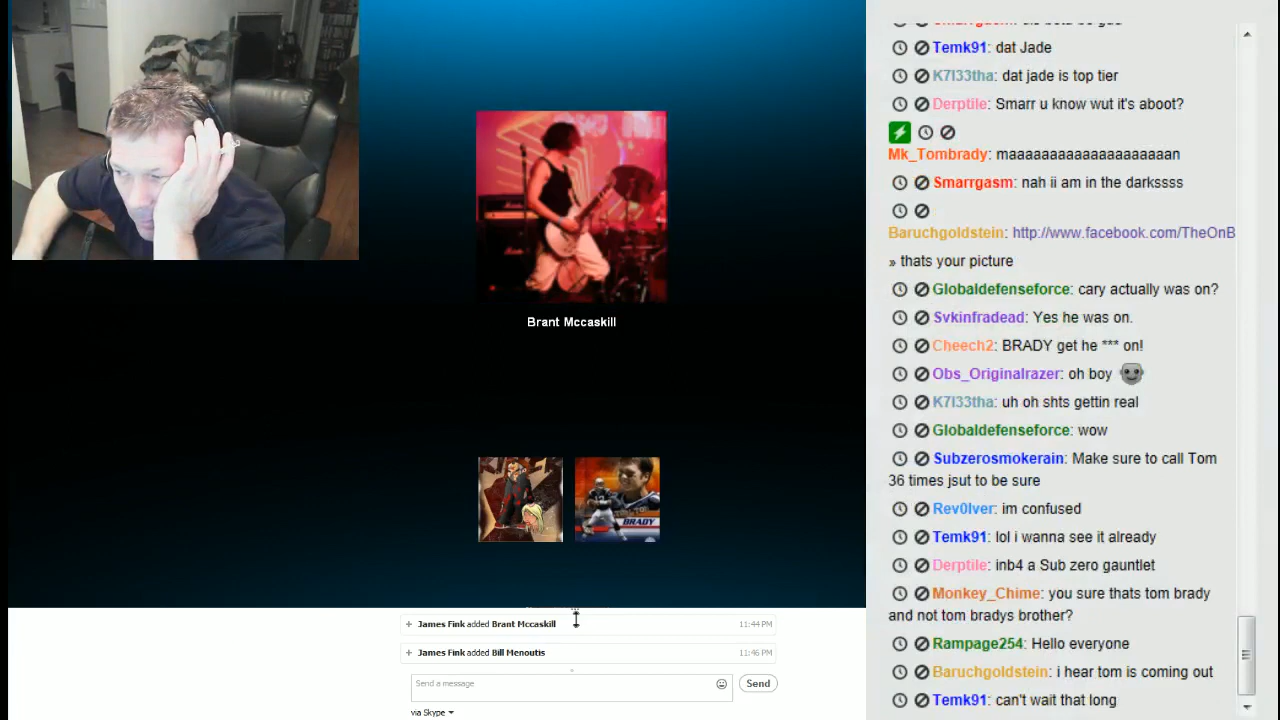 Temk91: dat Jade
K7l33tha: dat jade is top tier
Derptile: Smarr u know wut it's aboot?
Mk_Tombrady: maaaaaaaaaaaaaaaaaaan
Smarrgasm: nah ii am in the darkssss
Baruchgoldstein: http://www.facebook.com/TheOnB
» thats your picture
Globaldefenseforce: cary actually was on?
Svkinfradead: Yes he was on.
Cheech2: BRADY get he *** on!
Obs_Originalrazer: oh boy
K7l33tha: uh oh shts gettin real
Globaldefenseforce: wow
Subzerosmokerain: Make sure to call Tom
36 times jsut to be sure
Rev0lver: im confused
Temk91: lol i wanna see it already
Derptile: inb4 a Sub zero gauntlet
Monkey_Chime: you sure thats tom brady
and not tom bradys brother?
Rampage254: Hello everyone
Baruchgoldstein: i hear tom is coming out
Temk91: can't wait that long
Brant Mccaskill
BRADY
James Fink added Brant Mccaskill 11:44 PM
James Fink added Bill Menoutis 11:46 PM
Send a message
Send
via Skype